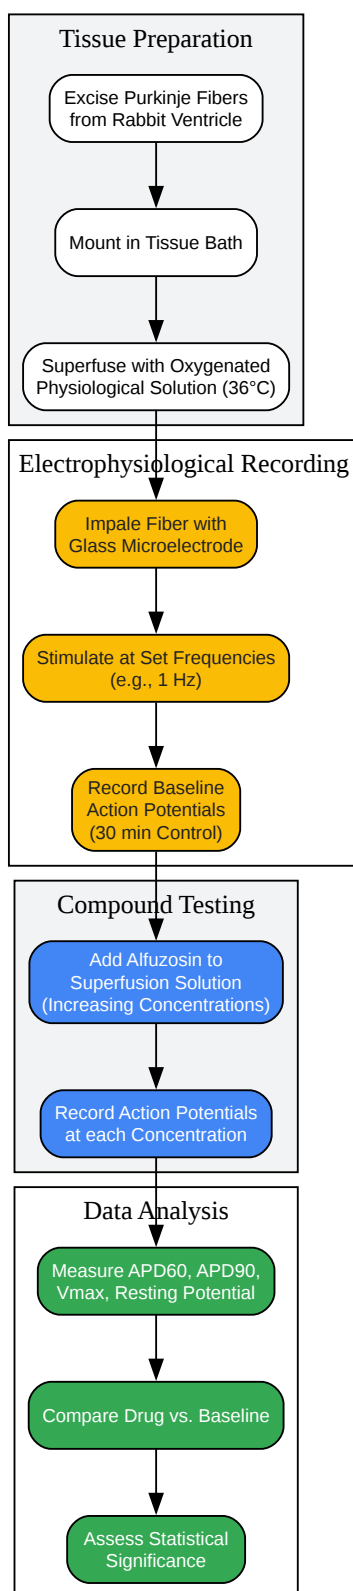 Tissue Preparation
Excise Purkinje Fibers
from Rabbit Ventricle
Mount in Tissue Bath
Superfuse with Oxygenated
Physiological Solution (36°C)
Electrophysiological Recording
Impale Fiber with
Glass Microelectrode
Stimulate at Set Frequencies
(e.g., 1 Hz)
Record Baseline
Action Potentials
(30 min Control)
Compound Testing
Add Alfuzosin to
Superfusion Solution
(Increasing Concentrations)
Record Action Potentials
at each Concentration
Data Analysis
Measure APD60, APD90,
Vmax, Resting Potential
Compare Drug vs. Baseline
Assess Statistical
Significance